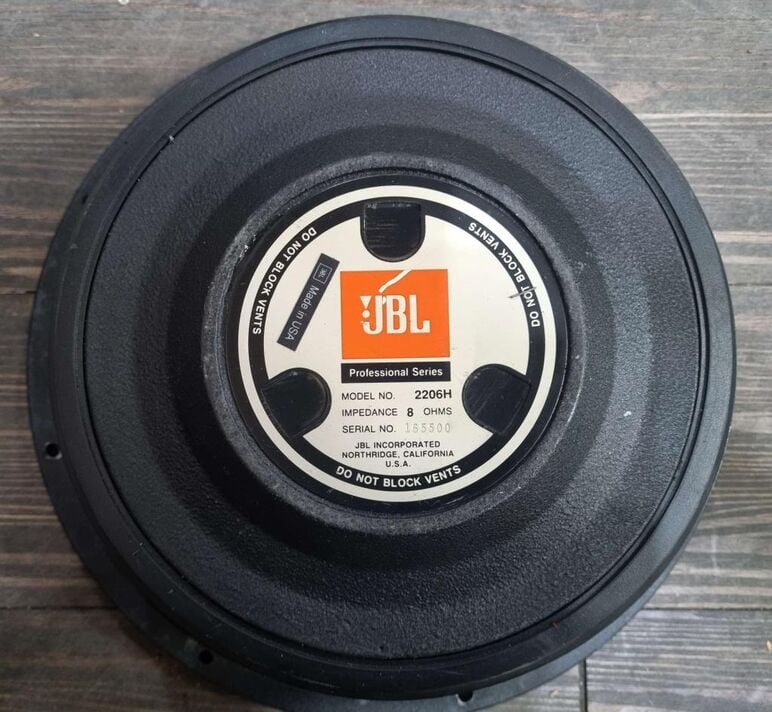 DO NOT BLOCK VENTS
DO NOT BLOCK VENTS
JBL Made in USA
JBL
Professional Series
MODEL NO. 2206H
IMPEDANCE 8 OHMS
SERIAL NO.
JBL INCORPORATED
NORTHRIDGE, CALIFORNIA
U.S.A.
DO NOT BLOCK VENTS